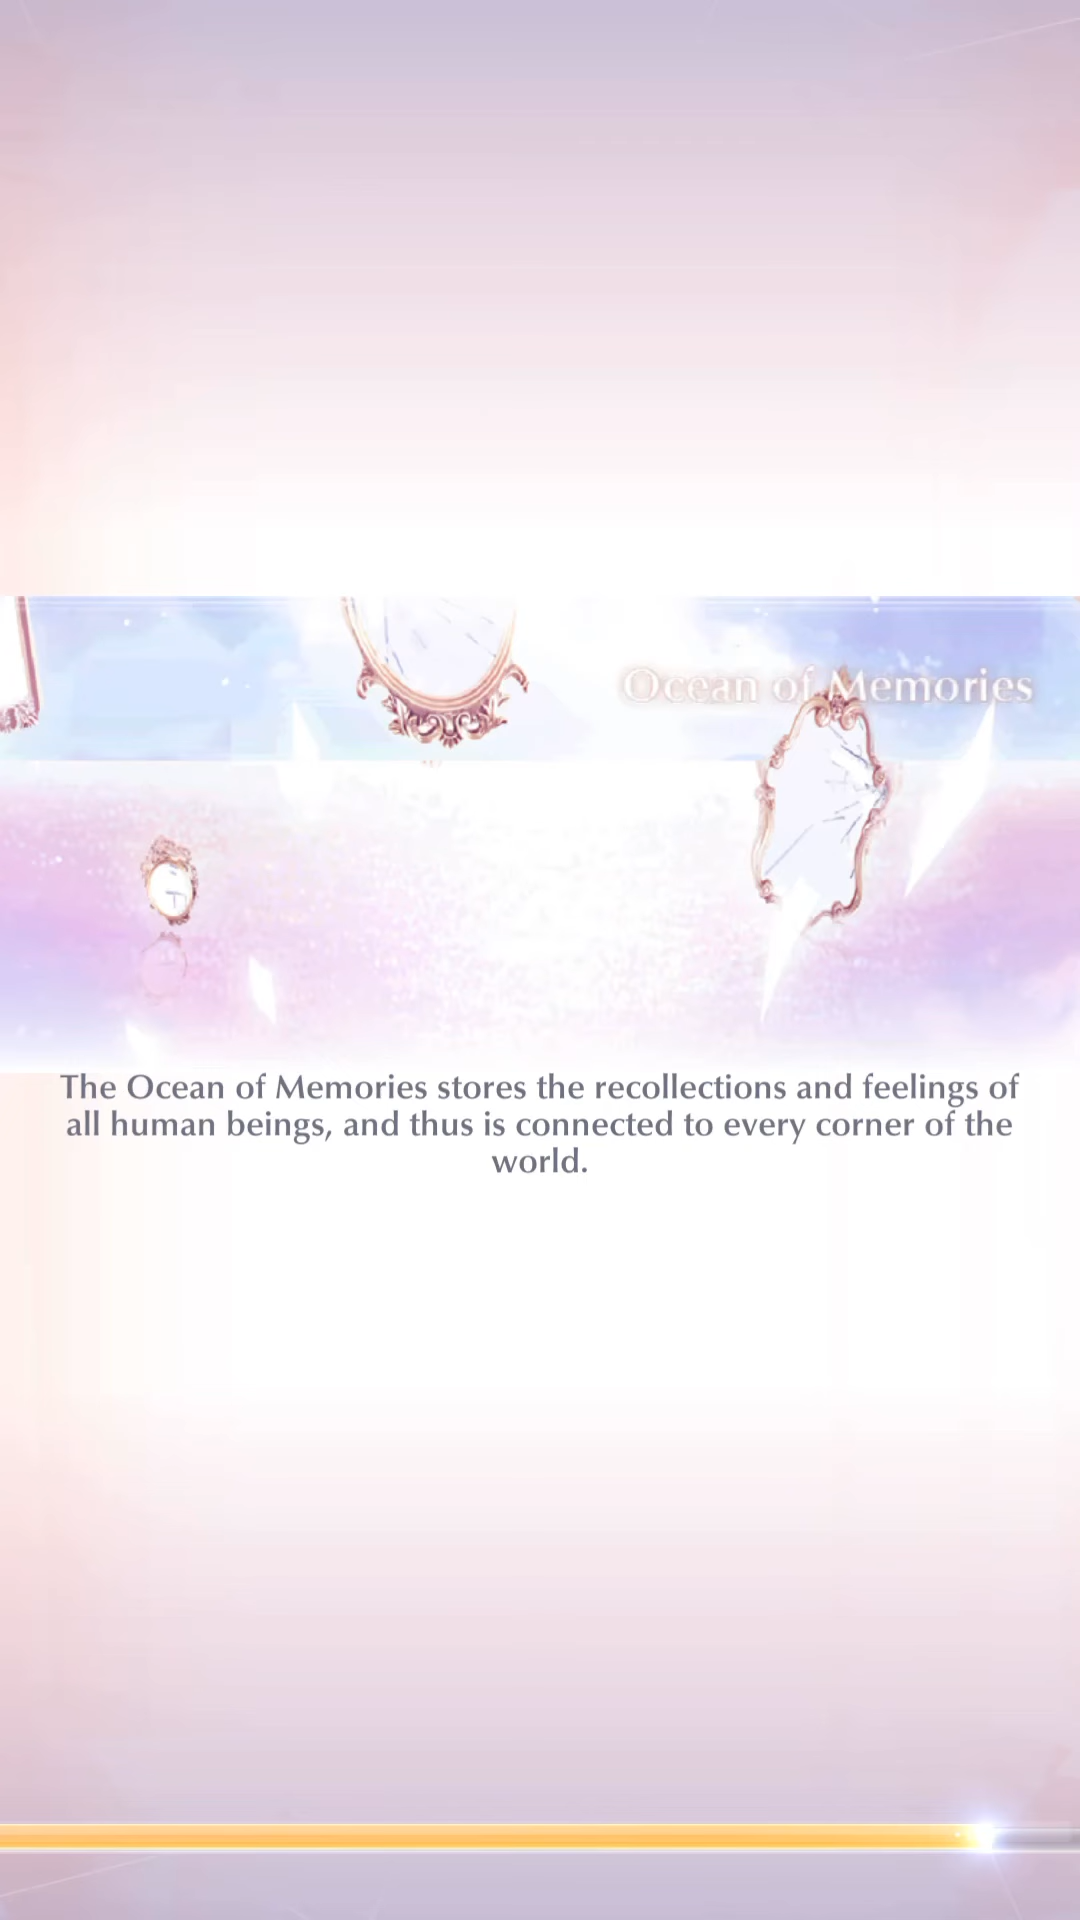 Ocean of Memories
The Ocean of Memories stores the recollections and feelings of
all human beings, and thus is connected to every corner of the
world.